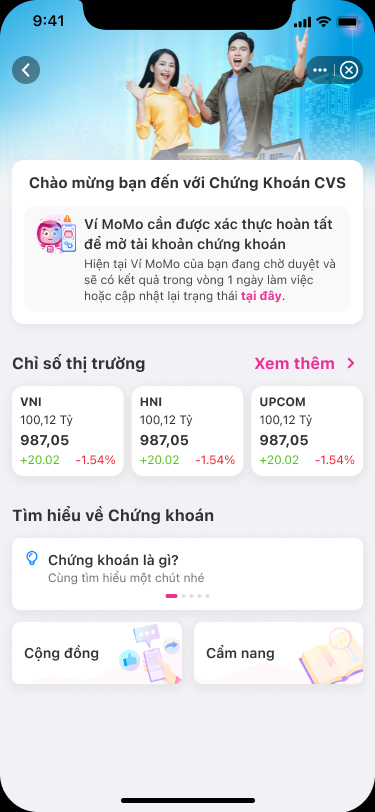 9:41
Chào mừng bạn đến với Chứng Khoán CVS
Ví MoMo cần được xác thực hoàn tất
để mở tài khoản chứng khoán
Hiện tại Ví MoMo của bạn đang chờ duyệt và
sẽ có kết quả trong vòng 1 ngày làm việc
hoặc cập nhật lại trạng thái tại đây.
Chỉ số thị trường
Xem thêm
VNI
100,12 Tỷ
987,05
+20.02 -1.54%
HNI
100,12 Tỷ
987,05
+20.02 -1.54%
UPCOM
100,12 Tỷ
987,05
+20.02 -1.54%
Tìm hiểu về Chứng khoán
Chứng khoán là gì?
Cùng tìm hiểu một chút nhé
Cộng đồng
Cẩm nang